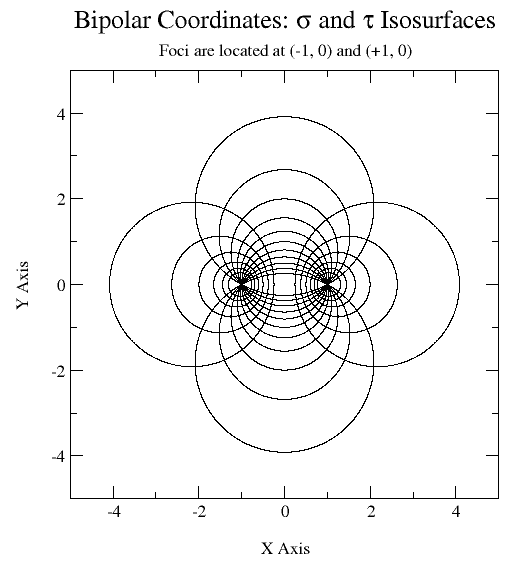 Bipolar Coordinates: σ and τ Isosurfaces
Foci are located at (-1, 0) and (+1, 0)
4
2
0
-2
-4
Y Axis
-4 -2 0 2 4
X Axis